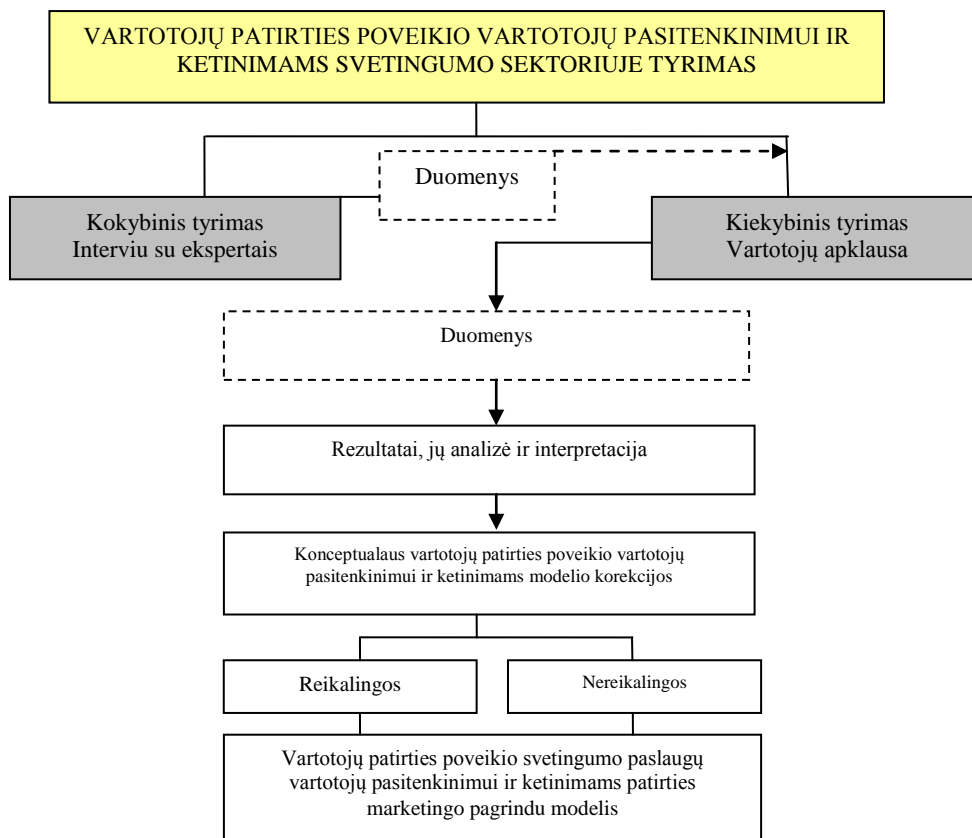 VARTOTOJŲ PATIRTIES POVEIKIO VARTOTOJŲ PASITENKINIMUI IR
KETINIMAMS SVETINGUMO SEKTORIUJE TYRIMAS
Duomenys
Kokybinis tyrimas
Interviu su ekspertais
Kiekybinis tyrimas
Vartotojų apklausa
Duomenys
Rezultatai, jų analizė ir interpretacija
Konceptualaus vartotojų patirties poveikio vartotojų
pasitenkinimui ir ketinimams modelio korekcijos
Reikalingos
Nereikalingos
Vartotojų patirties poveikio svetingumo paslaugų
vartotojų pasitenkinimui ir ketinimams patirties
marketingo pagrindu modelis